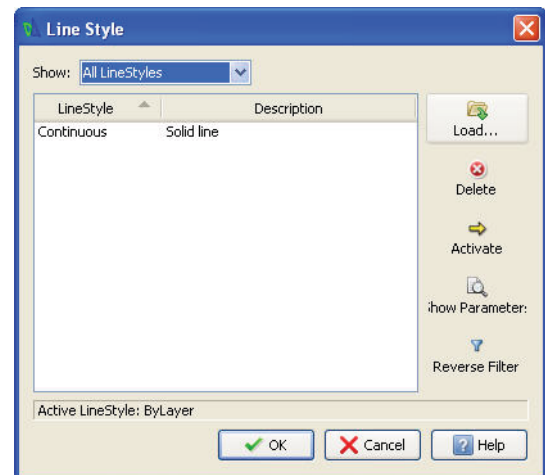 Line Style
Show: All LineStyles
LineStyle Description
Continuous Solid line
Load...
Delete
Activate
how Parameter
Reverse Filter
Active LineStyle: ByLayer
OK Cancel Help